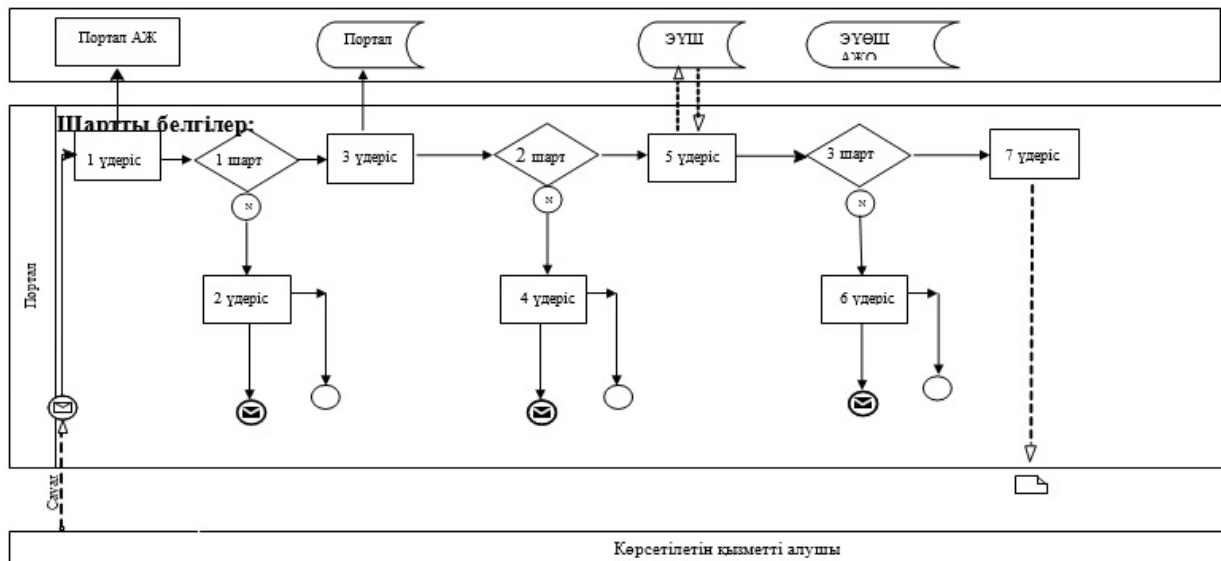 Портал АЖ
Портал
ЭҮШ
ЭҮӨШ
АЖО
Шартты белгілер:
1 үдеріс
1 шарт
3 үдеріс
2 шарт
5 үдеріс
3 шарт
7 үдеріс
N
N
N
2 үдеріс
4 үдеріс
6 үдеріс
Портал
Көрсетілетін қызметті алушы